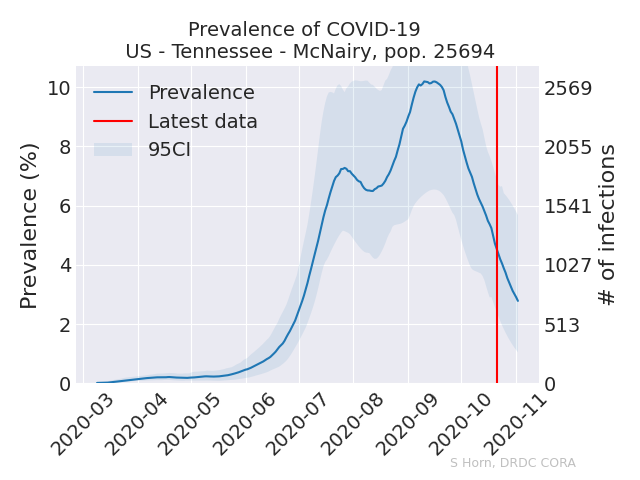 Prevalence of COVID-19
US - Tennessee - McNairy, pop. 25694
Prevalence
Latest data
95CI
Prevalence (%)
10
8
6
4
2
0
2569
2055
1541
1027
513
0
# of infections
2020-03
2020-04
2020-05
2020-06
2020-07
2020-08
2020-09
2020-10
2020-11
S Horn, DRDC CORA